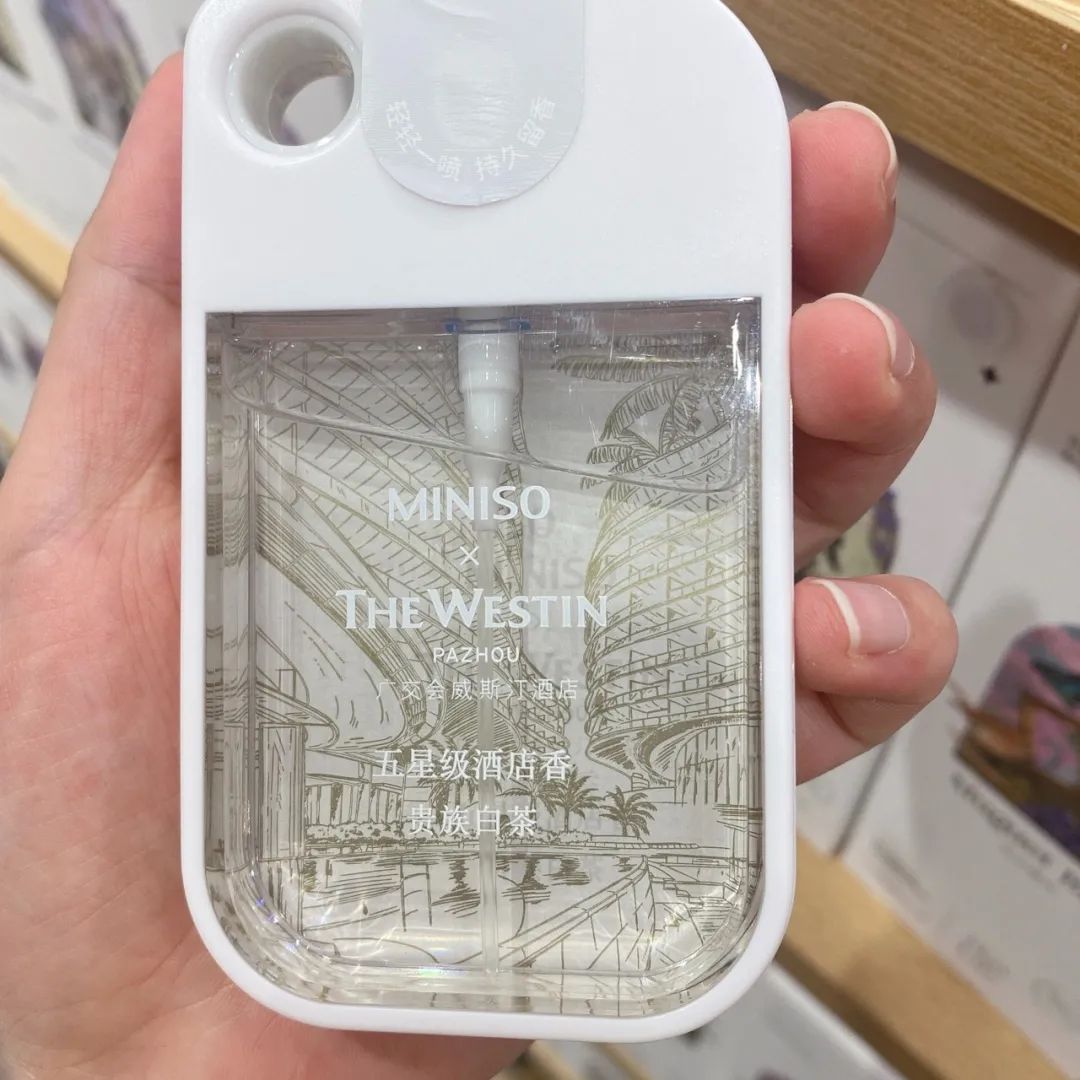 轻轻一喷 持久留香
MINISO
×
THE WESTIN
PAZHOU
广交会威斯汀酒店
五星级酒店香
贵族白茶